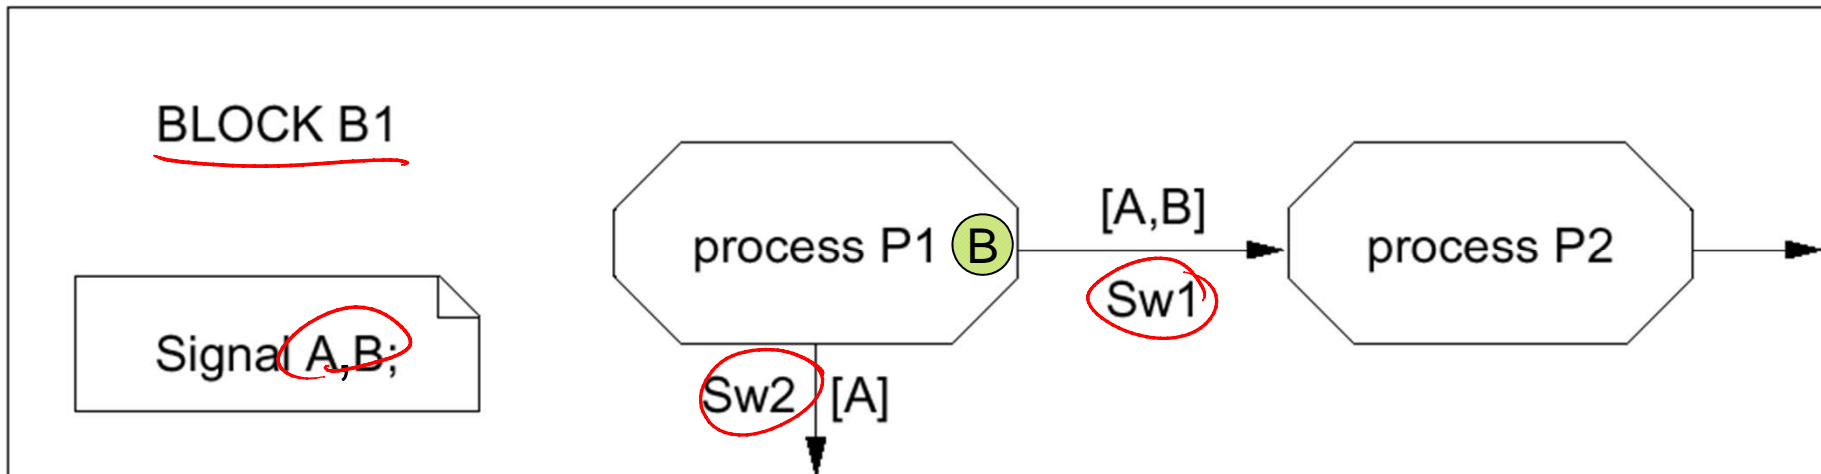 BLOCK B1
[A,B]
process P1
B
process P2
Sw1
Signal A,B;
Sw2
[A]